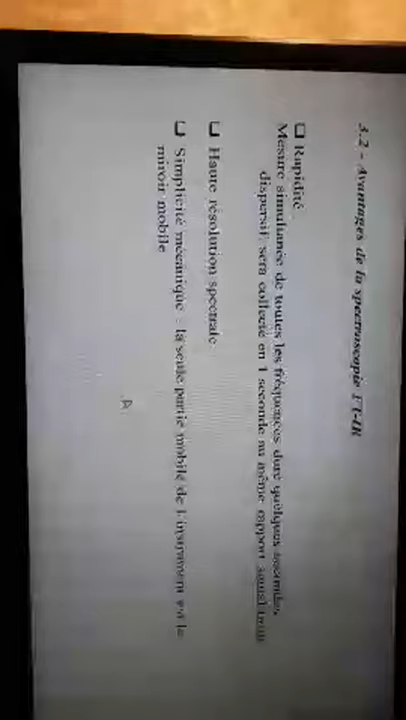 3.2 - Avantages de la spectroscopie FT-IR
❑ Rapidité
Mesure simultanée de toutes les fréquences dure quelques secondes,
dispersif, sera collecté en 1 seconde au même rapport signal
❑ Haute résolution spectrale
❑ Simplicité mécanique : la seule partie mobile de l'instrument est le
miroir mobile